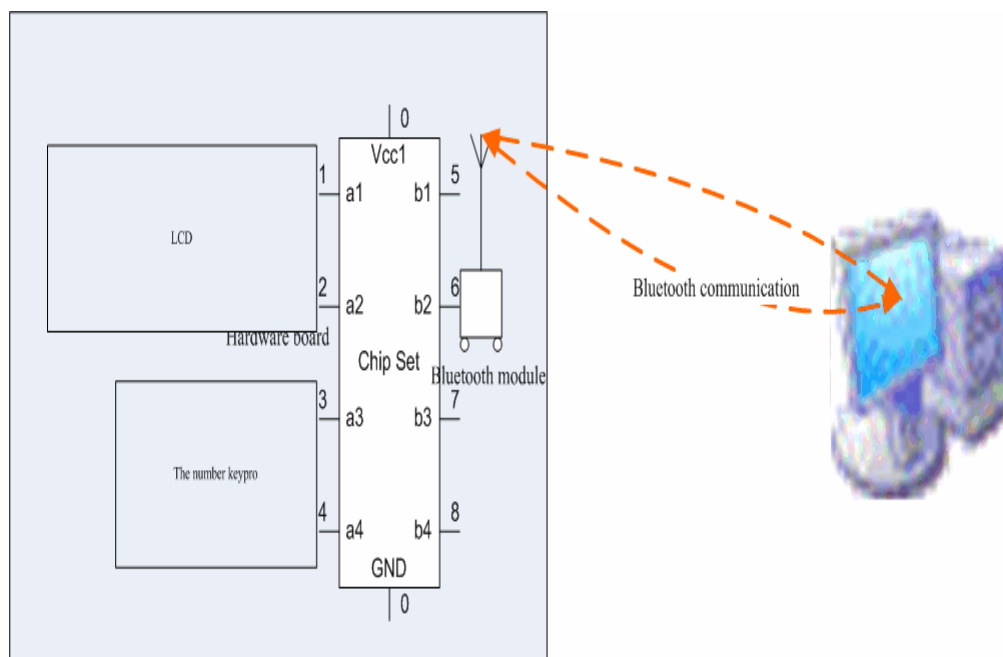 0
Vcc1
1
a1
b1
5
LCD
2
a2
b2
6
Bluetooth communication
Hardware board
Chip Set
Bluetooth module
3
a3
b3
7
The number keypro
4
a4
b4
8
GND
0